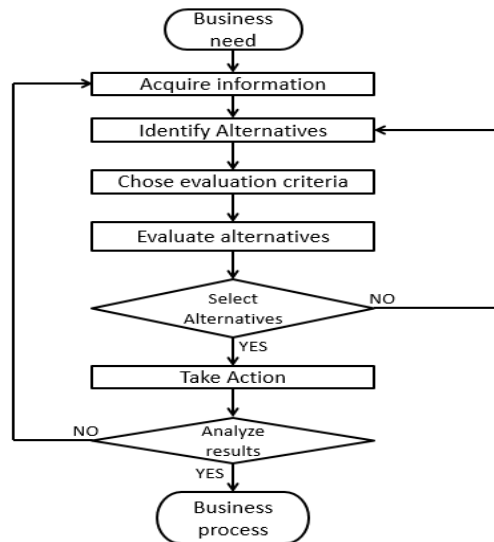 Business
need
Acquire information
Identify Alternatives
Chose evaluation criteria
Evaluate alternatives
Select
Alternatives
NO
YES
Take Action
Analyze
results
NO
YES
Business
process